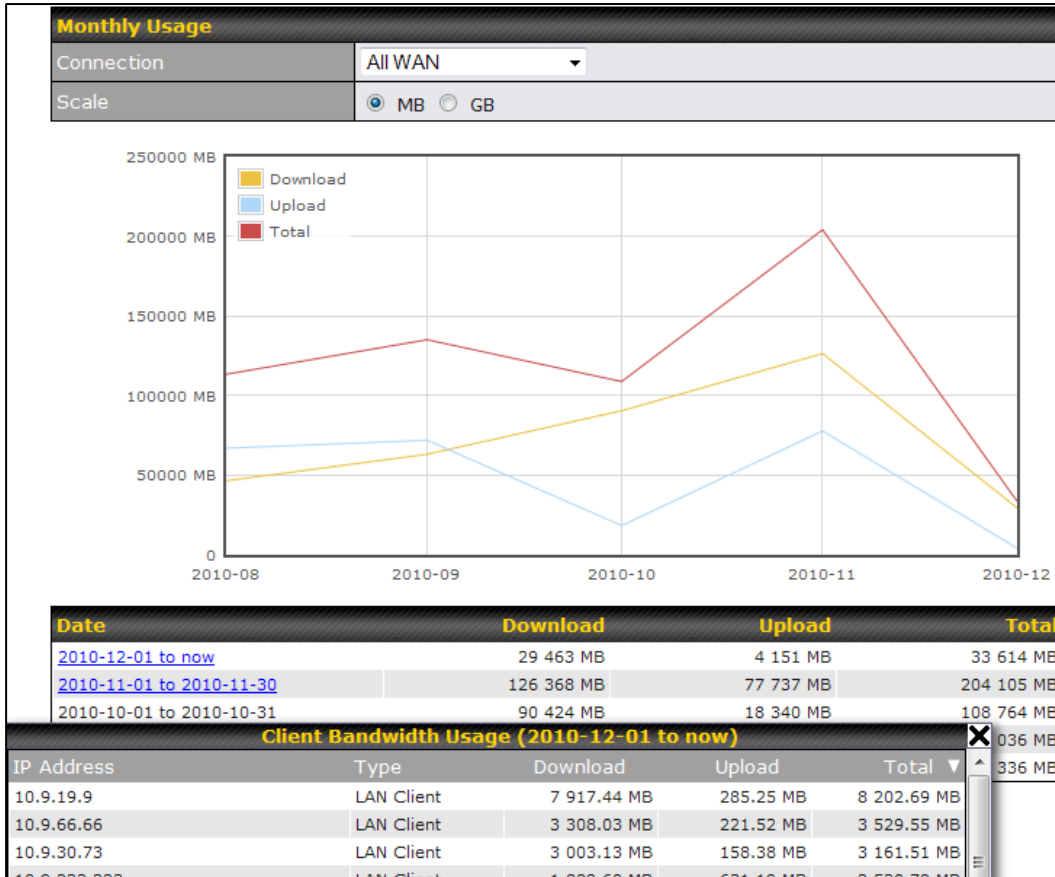 Monthly Usage
Connection All WAN
Scale MB GB
250000 MB
200000 MB
150000 MB
100000 MB
50000 MB
0
Download
Upload
Total
2010-08 2010-09 2010-10 2010-11 2010-12
Date Download Upload Total
2010-12-01 to now 29 463 MB 4 151 MB 33 614 MB
2010-11-01 to 2010-11-30 126 368 MB 77 737 MB 204 105 MB
2010-10-01 to 2010-10-31 90 424 MB 18 340 MB 108 764 MB
036 MB
336 MB
Client Bandwidth Usage (2010-12-01 to now)
IP Address Type Download Upload Total
10.9.19.9 LAN Client 7 917.44 MB 285.25 MB 8 202.69 MB
10.9.66.66 LAN Client 3 308.03 MB 221.52 MB 3 529.55 MB
10.9.30.73 LAN Client 3 003.13 MB 158.38 MB 3 161.51 MB
LAN Client